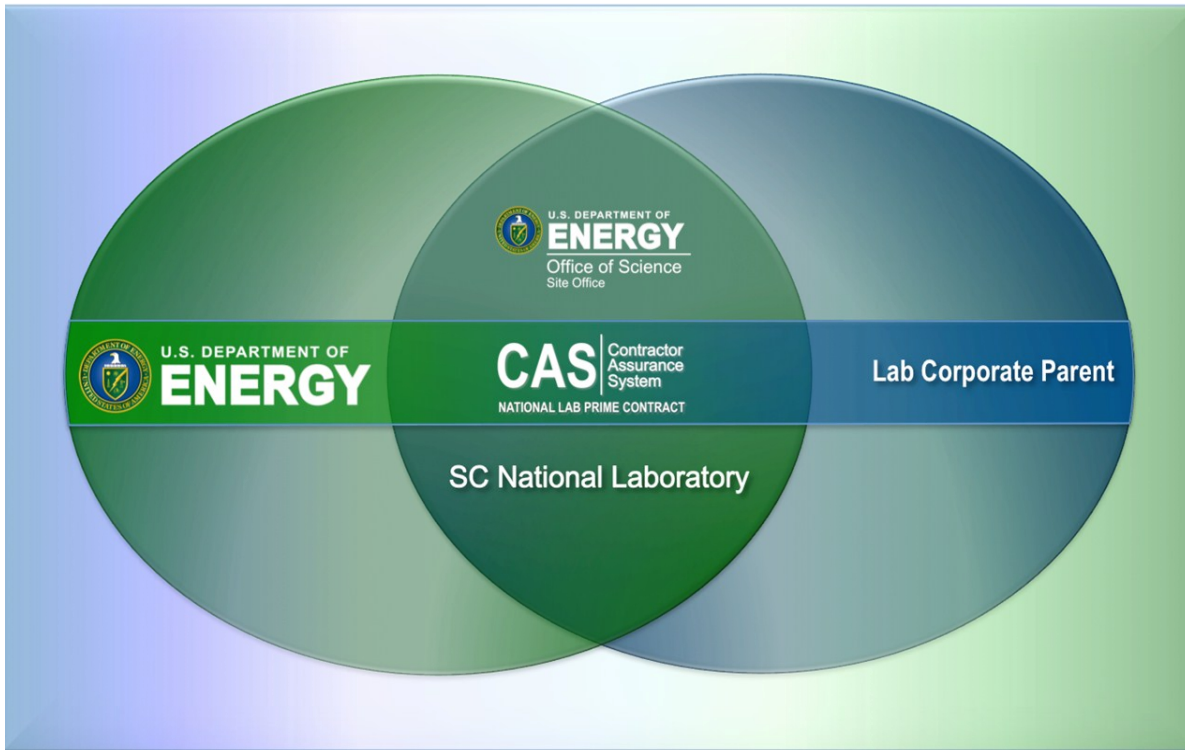 U.S. DEPARTMENT OF
ENERGY
Office of Science
Site Office
U.S. DEPARTMENT OF
ENERGY
CAS
Contractor
Assurance
System
NATIONAL LAB PRIME CONTRACT
Lab Corporate Parent
SC National Laboratory